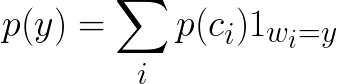 p(y) = ∑_i p(c_i) 1_{w_i=y}